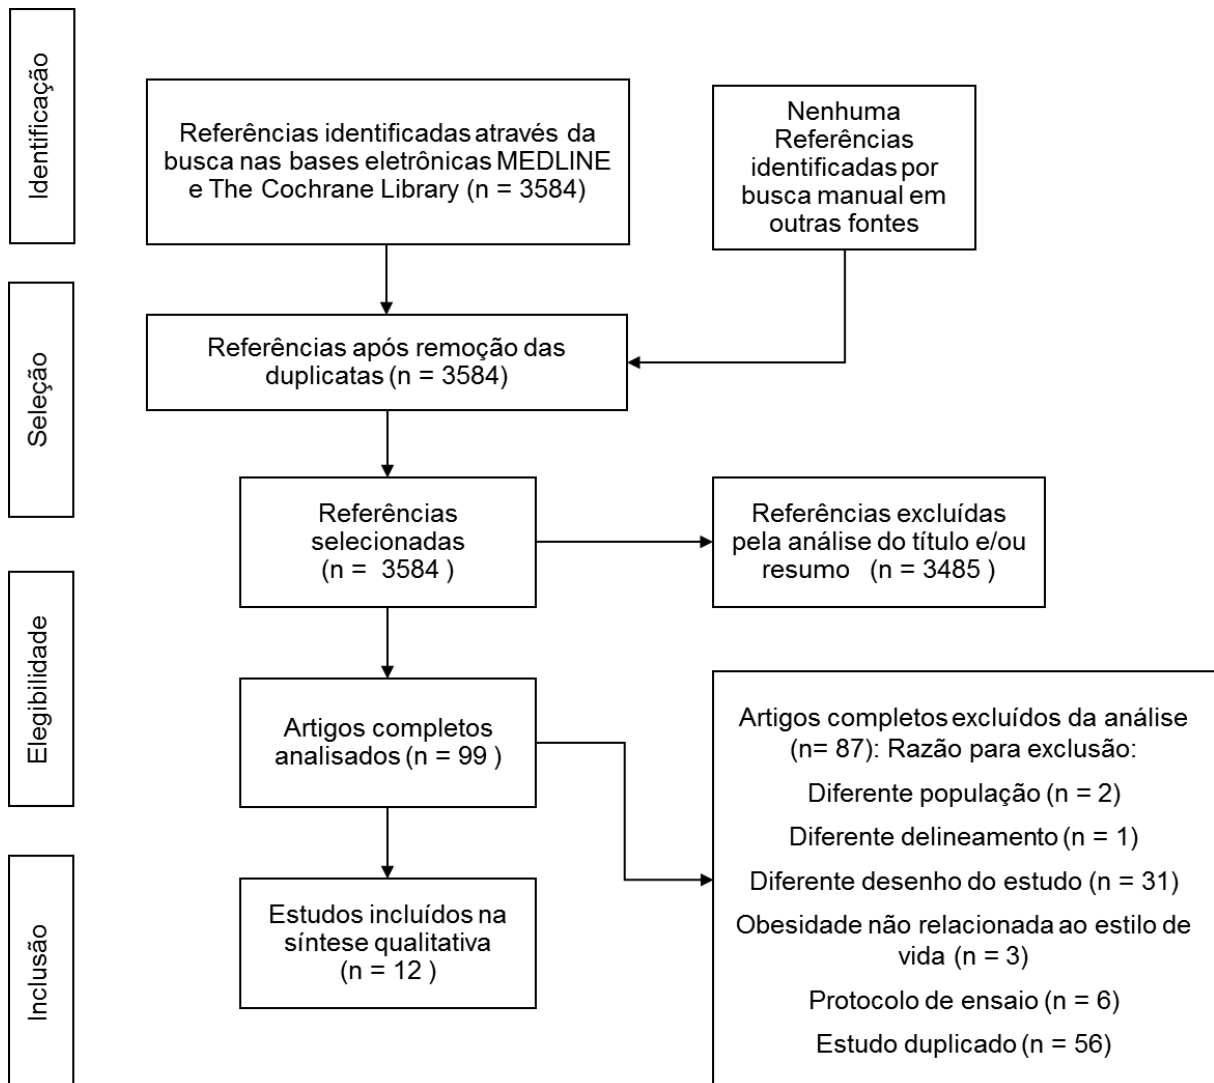 Identificação
Referências identificadas através da
busca nas bases eletrônicas MEDLINE
e The Cochrane Library (n = 3584)
Nenhuma
Referências
identificadas por
busca manual em
outras fontes
Seleção
Referências após remoção das
duplicatas (n = 3584)
Referências
selecionadas
(n = 3584 )
Referências excluídas
pela análise do título e/ou
resumo (n = 3485 )
Elegibilidade
Artigos completos
analisados (n = 99 )
Artigos completos excluídos da análise
(n= 87): Razão para exclusão:
Diferente população (n = 2)
Diferente delineamento (n = 1)
Diferente desenho do estudo (n = 31)
Obesidade não relacionada ao estilo de
vida (n = 3)
Protocolo de ensaio (n = 6)
Estudo duplicado (n = 56)
Inclusão
Estudos incluídos na
síntese qualitativa
(n = 12 )